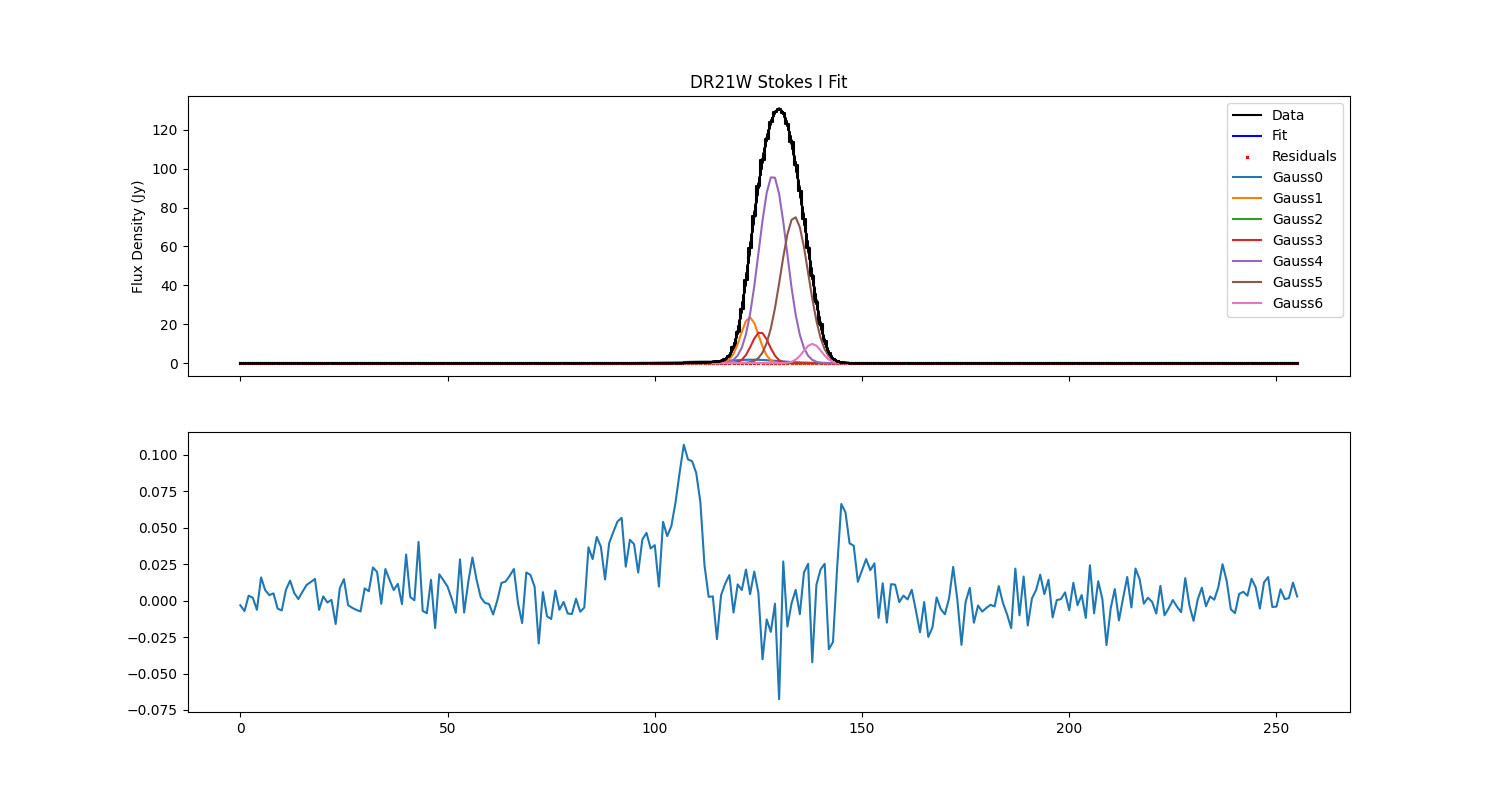 DR21W Stokes I Fit
Flux Density (Jy)
120
100
80
60
40
20
0
Data
Fit
Residuals
Gauss0
Gauss1
Gauss2
Gauss3
Gauss4
Gauss5
Gauss6
0.100
0.075
0.050
0.025
0.000
−0.025
−0.050
−0.075
0
50
100
150
200
250